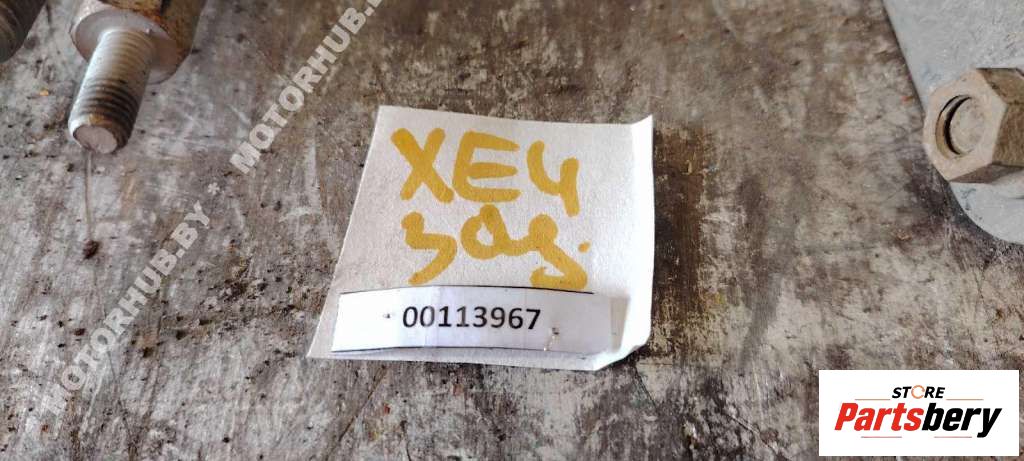 XE4
зад.
00113967
MOTORHUB.BY * MOTORHUB.BY
STORE
Partsbery